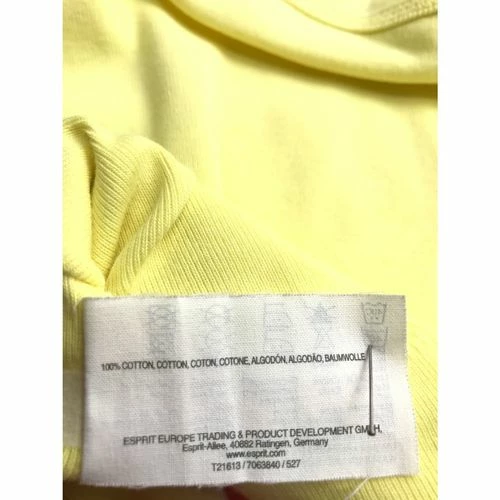 100% COTTON, COTTON, COTON, COTONE, ALGODÓN, ALGODÃO, BAUMWOLLE
ESPRIT EUROPE TRADING & PRODUCT DEVELOPMENT GMBH,
Esprit-Allee, 40882 Ratingen, Germany
www.esprit.com
T21613 / 7063840 / 527